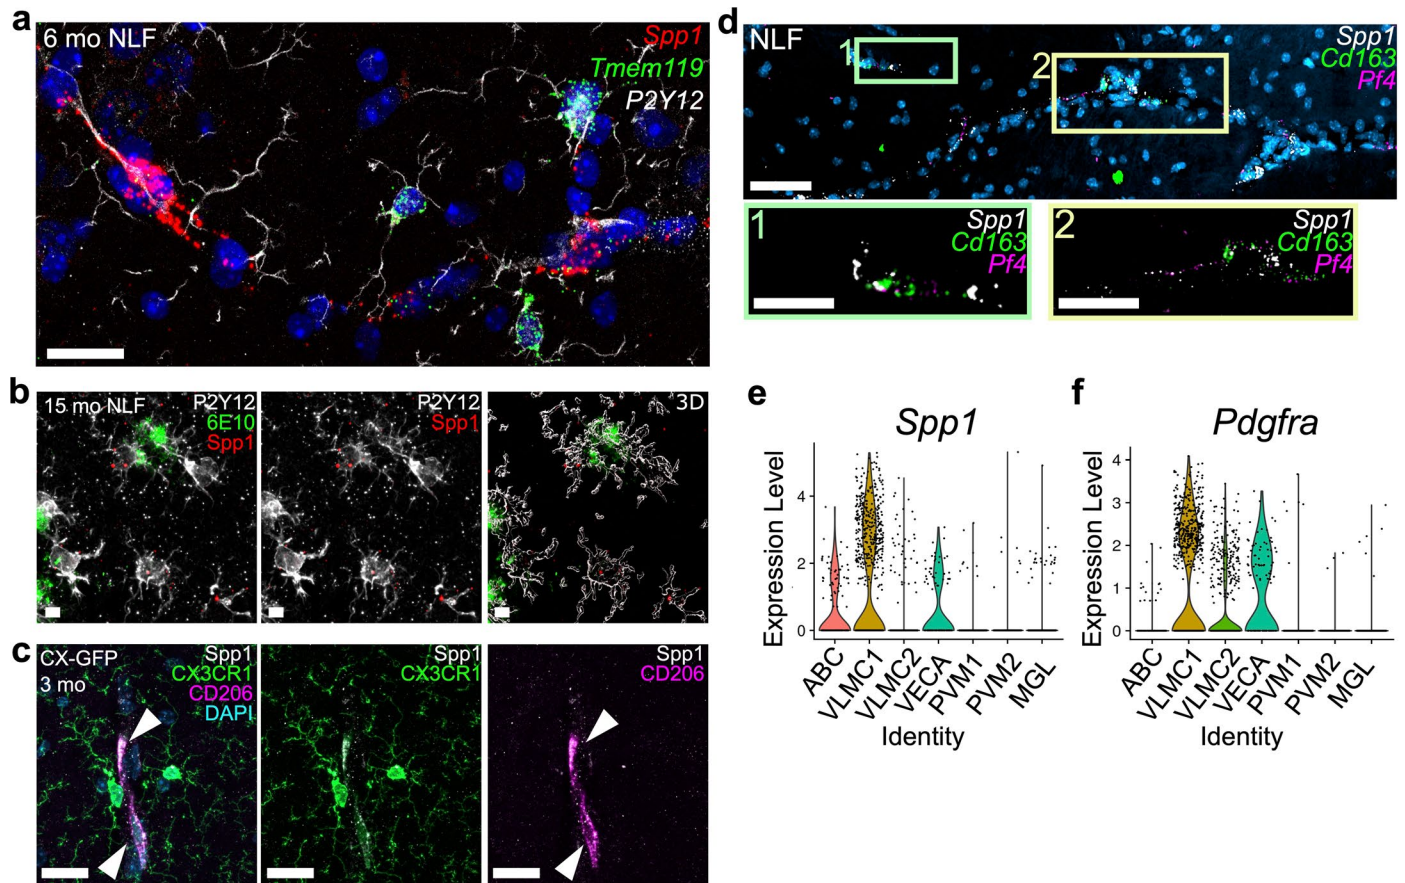 a
6 mo NLF
Spp1
Tmem119
P2Y12
b
15 mo NLF
P2Y12
6E10
Spp1
P2Y12
Spp1
3D
c
CX-GFP
3 mo
Spp1
CX3CR1
CD206
DAPI
Spp1
CX3CR1
Spp1
CD206
d
NLF
1
2
Spp1
Cd163
Pf4
1
Spp1
Cd163
Pf4
2
Spp1
Cd163
Pf4
e
Spp1
Expression Level
4
2
0
ABC
VLMC1
VLMC2
VECA
PVM1
PVM2
MGL
Identity
f
Pdgfra
Expression Level
4
3
2
1
0
ABC
VLMC1
VLMC2
VECA
PVM1
PVM2
MGL
Identity